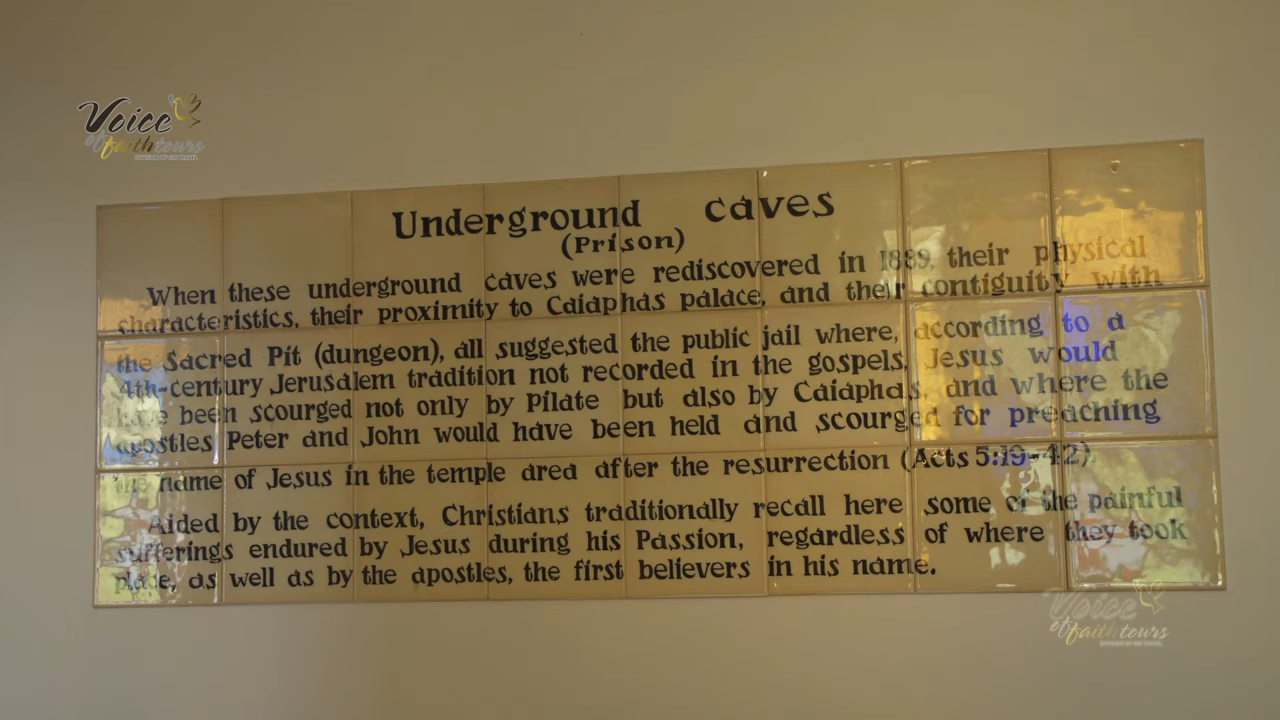 Voice
of faith tours
DIVISION OF EW TRAVEL
Underground caves
(Prison)
When these underground caves were rediscovered in 1889, their physical
characteristics, their proximity to Caiaphas palace, and their contiguity with
the Sacred Pit (dungeon), all suggested the public jail where, according to a
4th-century Jerusalem tradition not recorded in the gospels, Jesus would
have been scourged not only by Pilate but also by Caiaphas, and where the
apostles Peter and John would have been held and scourged for preaching
the name of Jesus in the temple area after the resurrection (Acts 5:19-42).
Aided by the context, Christians traditionally recall here some of the painful
sufferings endured by Jesus during his Passion, regardless of where they took
place, as well as by the apostles, the first believers in his name.
Voice
of faith tours